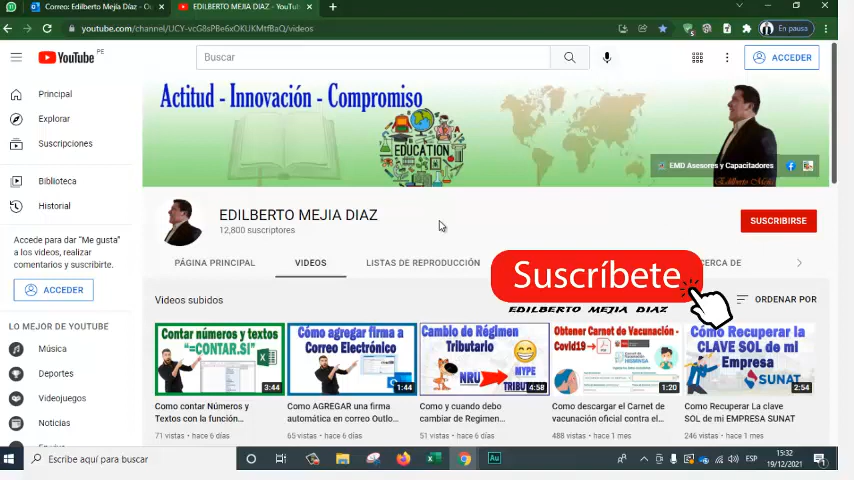 Correo: Edilberto Mejía Díaz - Ou
EDILBERTO MEJIA DIAZ - YouTu
youtube.com/channel/UCY-vcG8sPBe6xOKUKMtfBaQ/videos
En pausa
YouTube PE
Buscar
ACCEDER
Principal
Explorar
Suscripciones
Biblioteca
Historial
Accede para dar "Me gusta"
a los videos, realizar
comentarios y suscribirte.
ACCEDER
LO MEJOR DE YOUTUBE
Música
Deportes
Videojuegos
Noticias
Actitud - Innovación - Compromiso
EDUCATION
EMD Asesores y Capacitadores
Edilberto Mejía
EDILBERTO MEJIA DIAZ
12,800 suscriptores
SUSCRIBIRSE
PÁGINA PRINCIPAL
VIDEOS
LISTAS DE REPRODUCCIÓN
CERCA DE
Suscríbete
EDILBERTO MEJIA DIAZ
Videos subidos
ORDENAR POR
Contar números y textos
"=CONTAR.SI"
3:44
Como contar Números y
Textos con la función...
71 vistas • hace 6 días
Cómo agregar firma a
Correo Electrónico
1:44
Como AGREGAR una firma
automática en correo Outlo...
65 vistas • hace 6 días
Cambio de Régimen
Tributario
NRU
MYPE
TRIBUT
4:58
Como y cuando debo
cambiar de Regimen...
51 vistas • hace 6 días
Obtener Carnet de Vacunación -
Covid19
1:20
Como descargar el Carnet de
vacunación oficial contra el...
488 vistas • hace 1 mes
Cómo Recuperar la
CLAVE SOL de mi
Empresa
SUNAT
2:54
Como Recuperar La clave
SOL de mi EMPRESA SUNAT
246 vistas • hace 1 mes
Escribe aquí para buscar
Au
ESP
15:32
19/12/2021